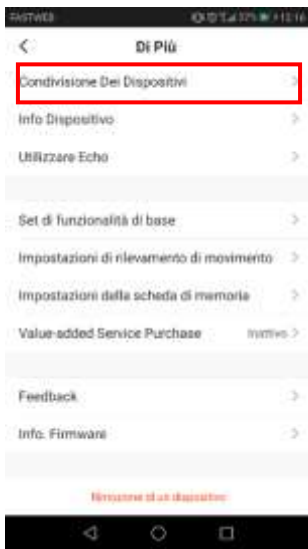 FASTWEB
Di Più
Condivisione Dei Dispositivi
Info Dispositivo
Utilizzare Echo
Set di funzionalità di base
Impostazioni di rilevamento di movimento
Impostazioni della scheda di memoria
Value-added Service Purchase
Inattivo
Feedback
Info. Firmware
Rimozione di un dispositivo